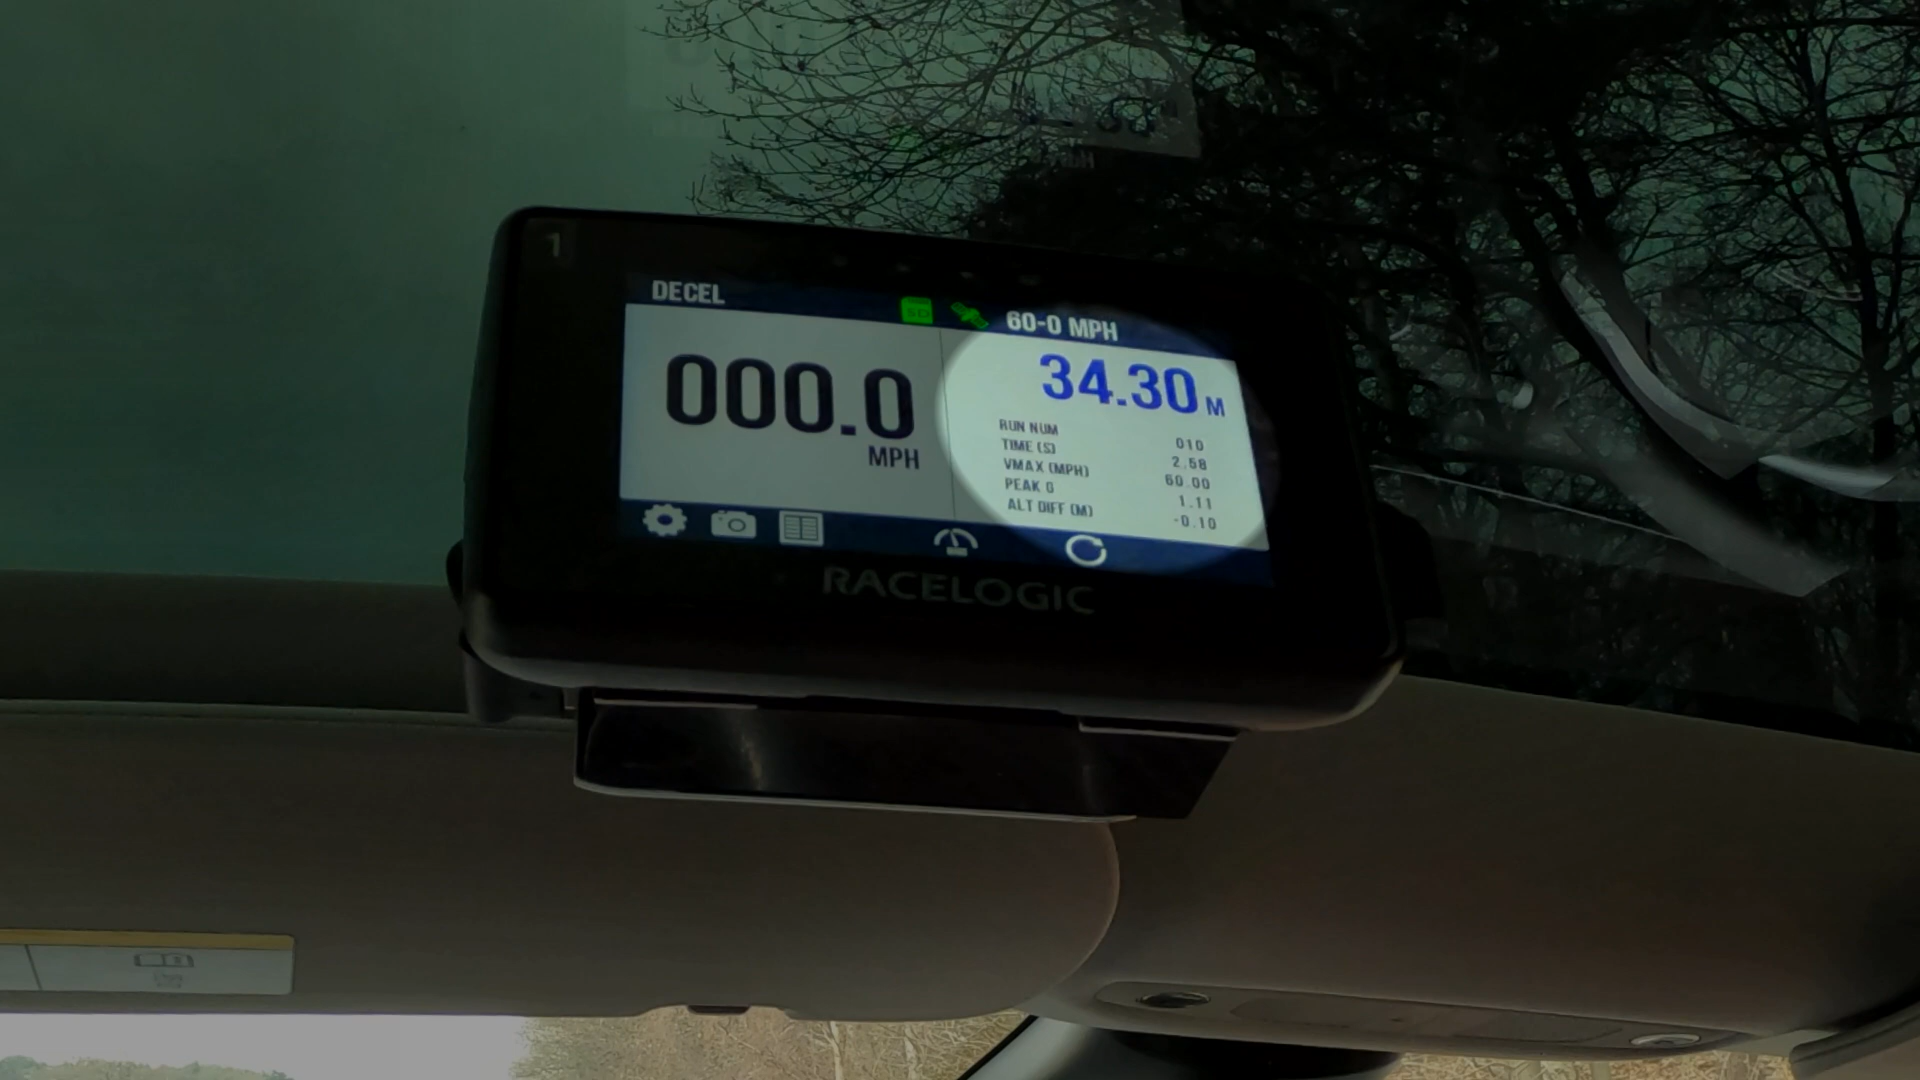 DECEL
60-0 MPH
000.0
MPH
34.30 M
RUN NUM 010
TIME (S) 2.58
VMAX (MPH) 60.00
PEAK G 1.11
ALT DIFF (M) -0.10
RACELOGIC